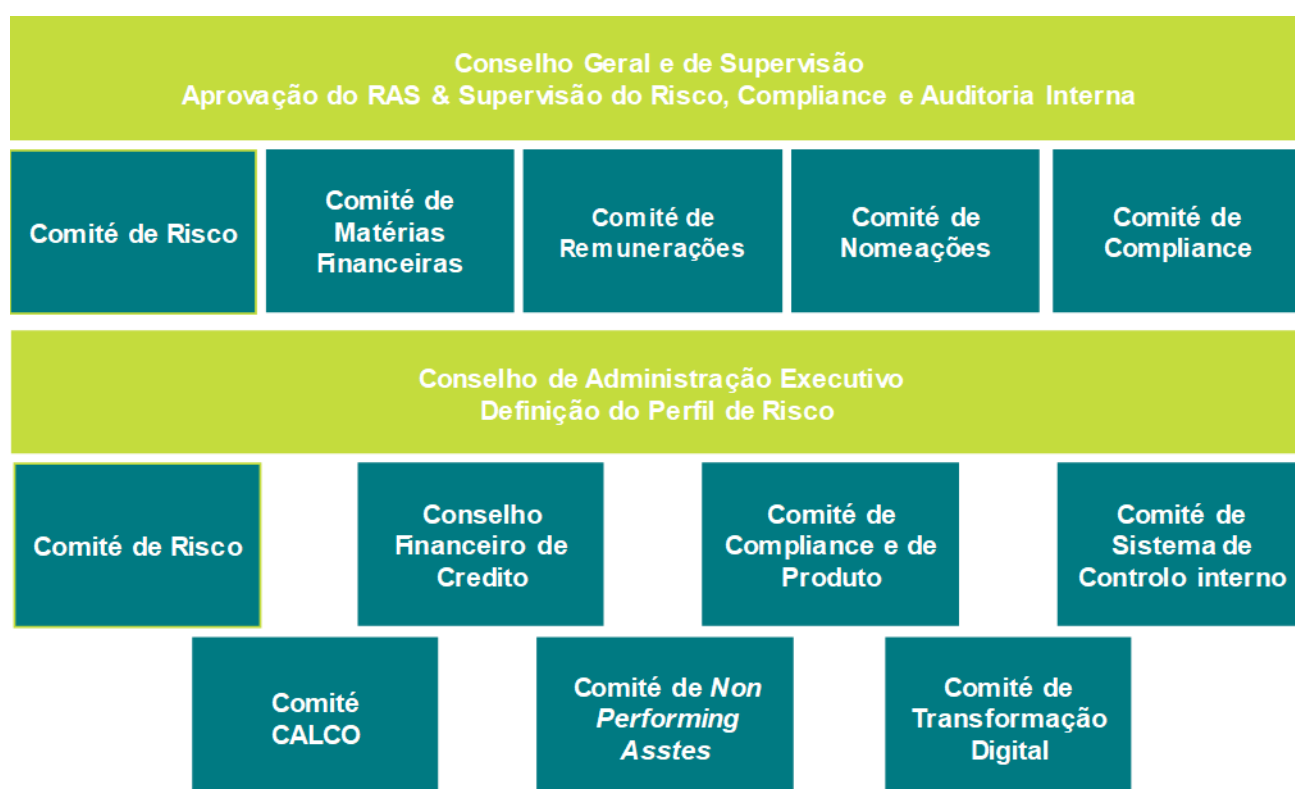 Conselho Geral e de Supervisão
Aprovação do RAS & Supervisão do Risco, Compliance e Auditoria Interna
Comité de Risco
Comité de
Matérias
Financeiras
Comité de
Remunerações
Comité de
Nomeações
Comité de
Compliance
Conselho de Administração Executivo
Definição do Perfil de Risco
Comité de Risco
Conselho
Financeiro de
Credito
Comité de
Compliance e de
Produto
Comité de
Sistema de
Controlo interno
Comité
CALCO
Comité de Non
Performing
Asstes
Comité de
Transformação
Digital